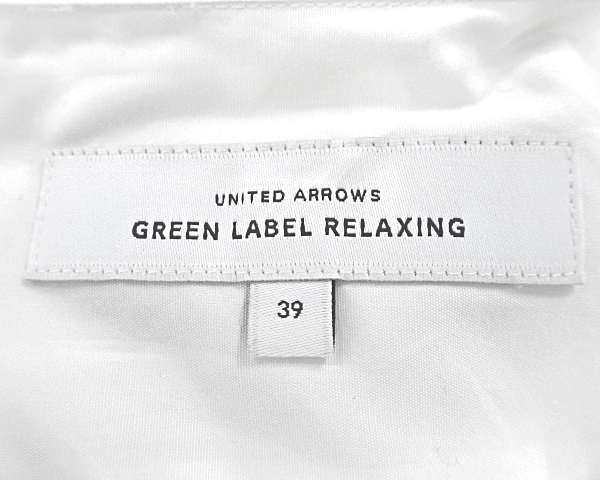 UNITED ARROWS
GREEN LABEL RELAXING
39